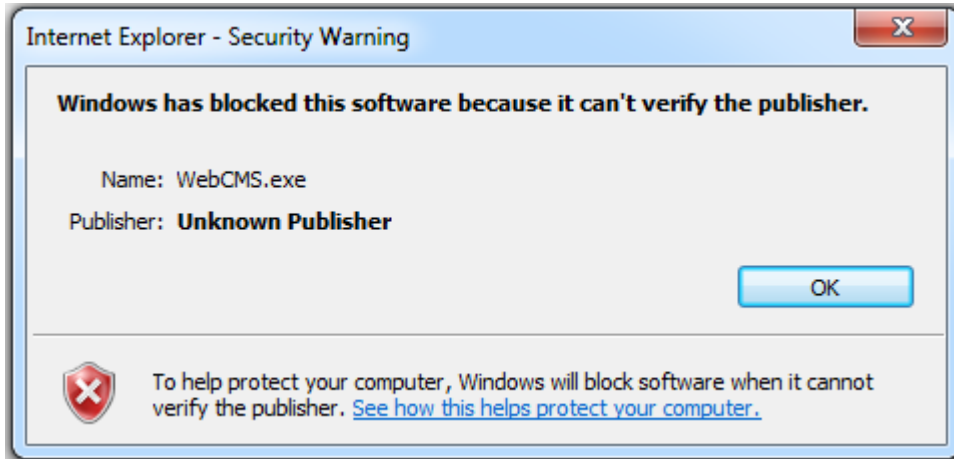 Internet Explorer - Security Warning
Windows has blocked this software because it can't verify the publisher.
Name: WebCMS.exe
Publisher: Unknown Publisher
OK
To help protect your computer, Windows will block software when it cannot
verify the publisher. See how this helps protect your computer.